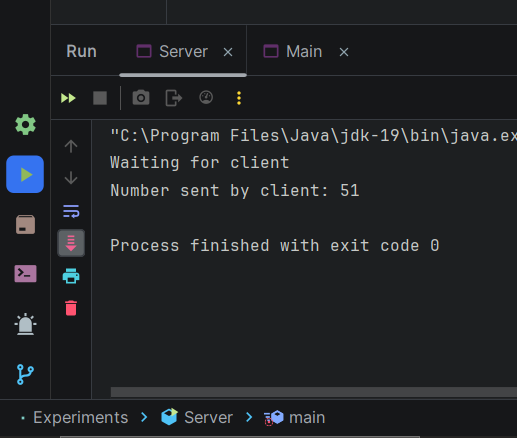 Run Server × Main ×
"C:\Program Files\Java\jdk-19\bin\java.ex
Waiting for client
Number sent by client: 51
Process finished with exit code 0
Experiments > Server > main